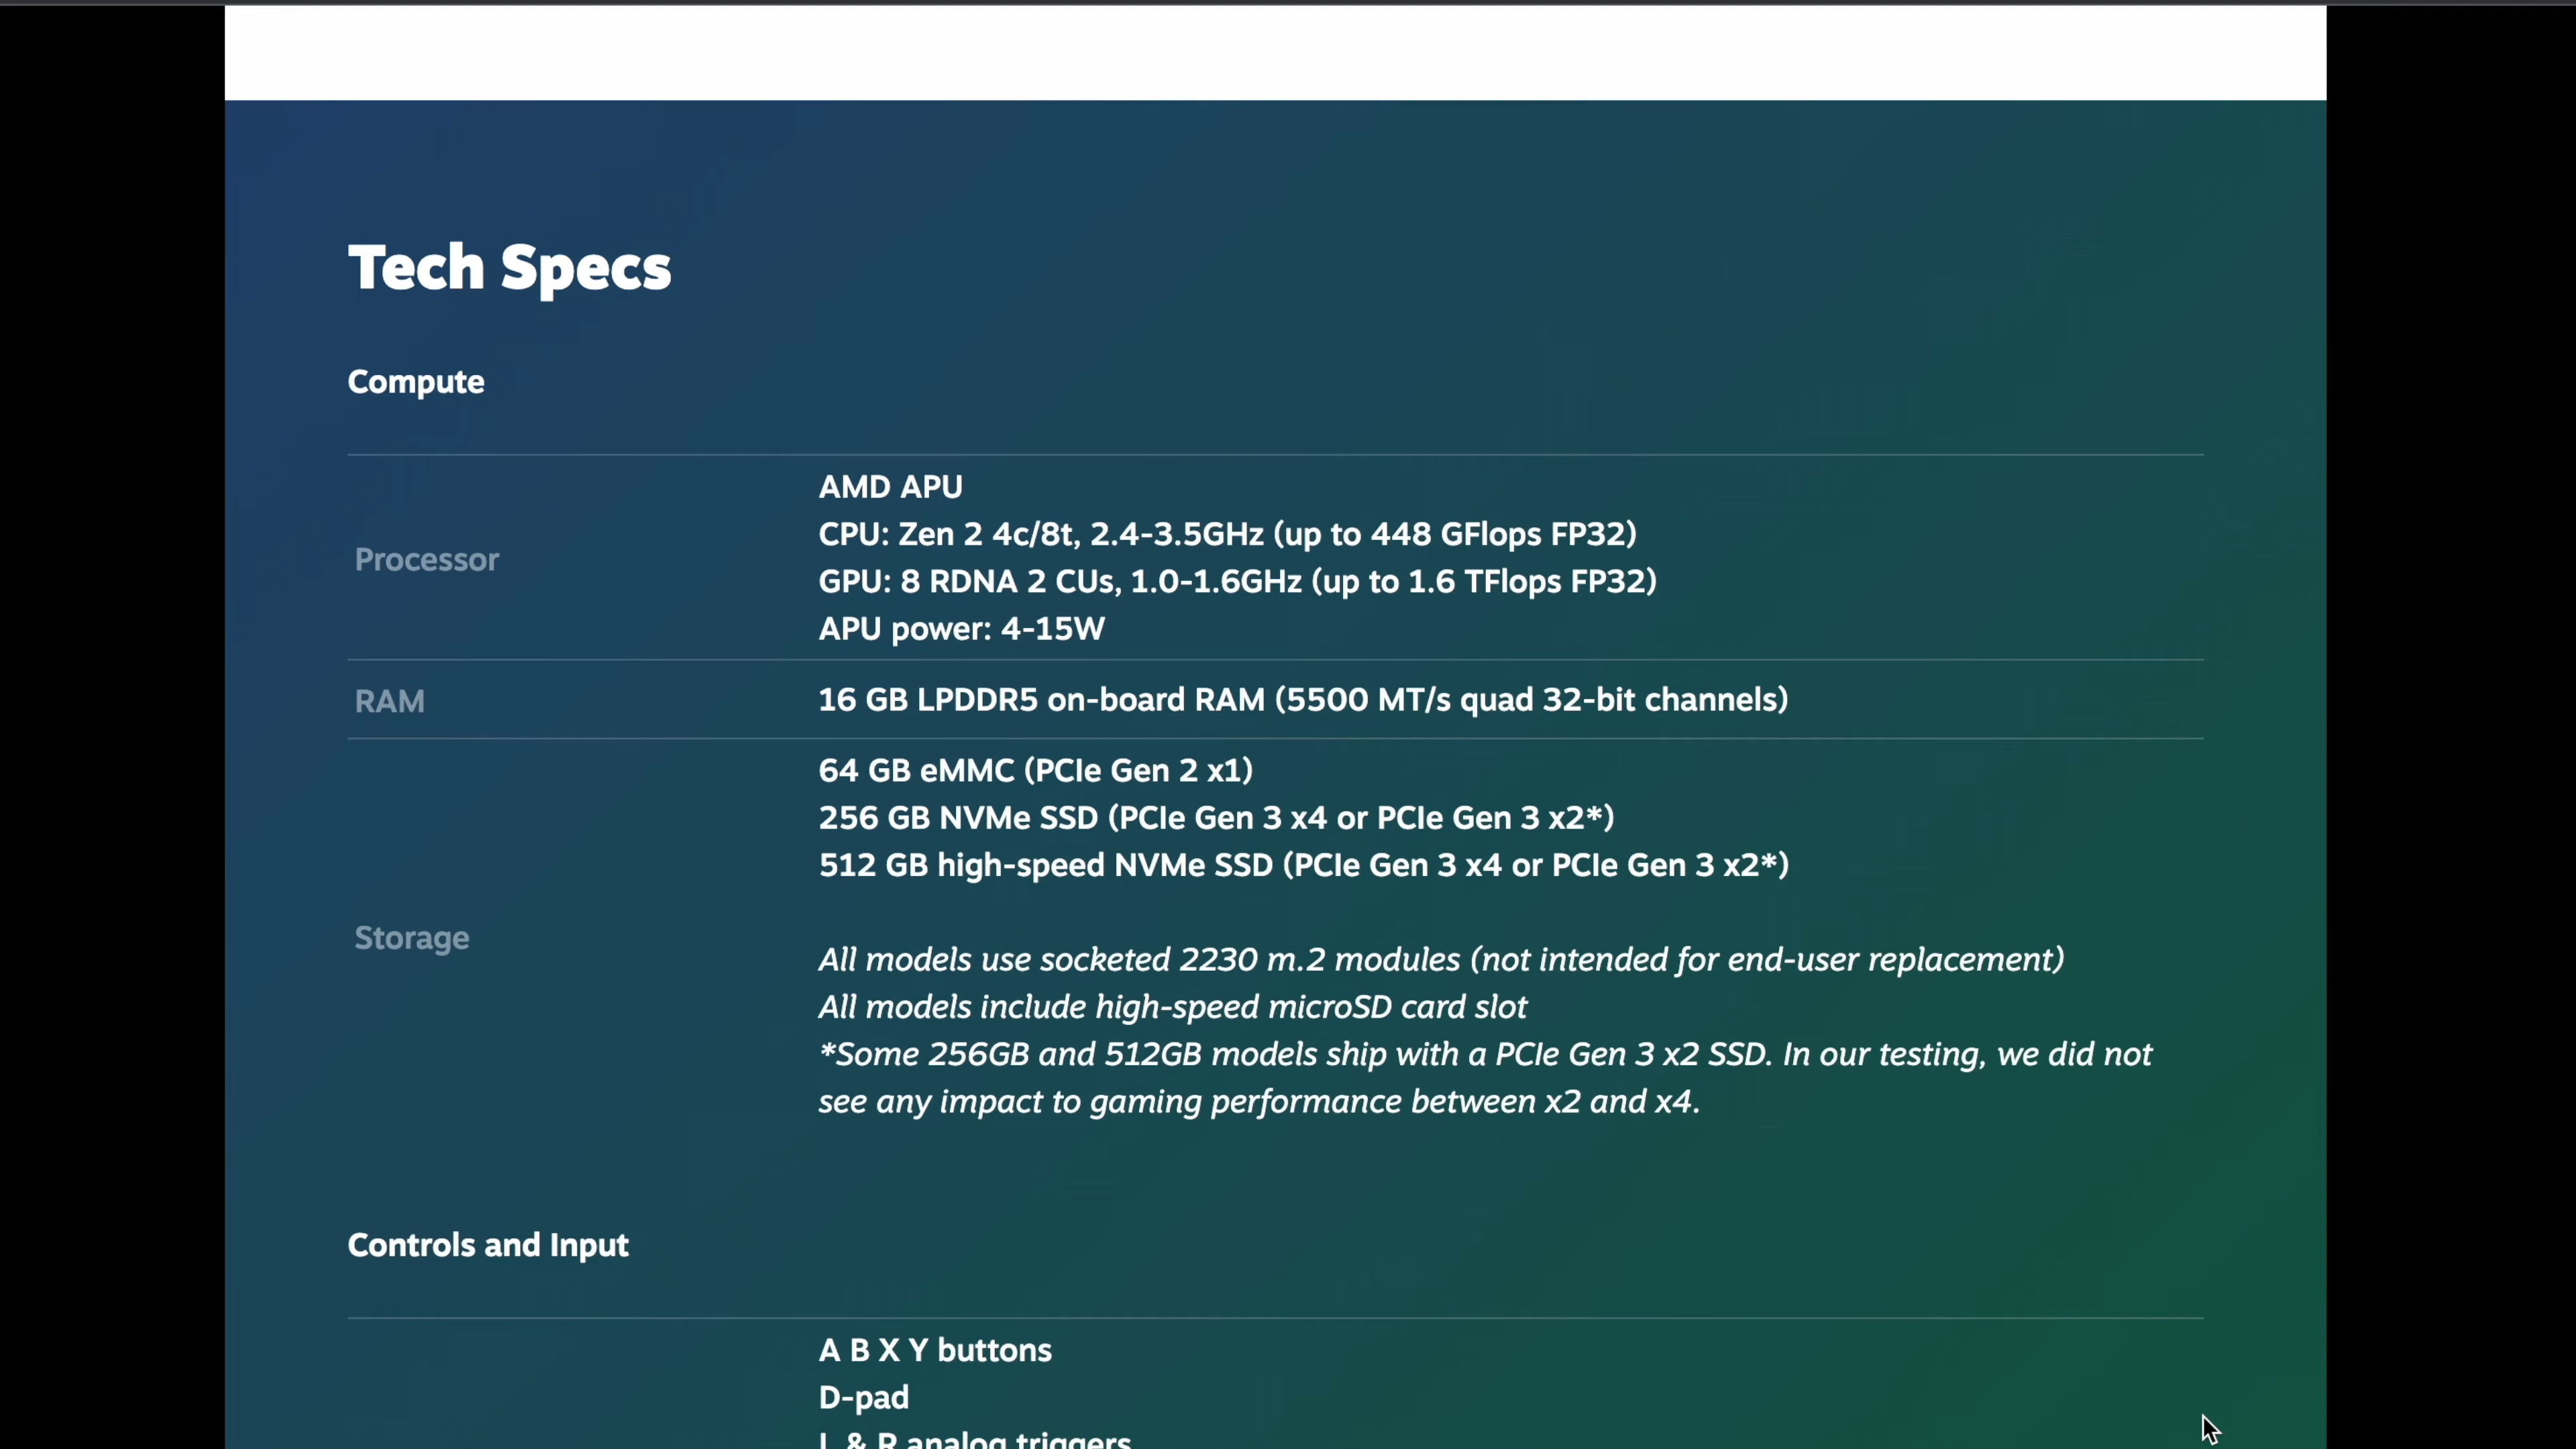 Tech Specs
Compute
Processor
AMD APU
CPU: Zen 2 4c/8t, 2.4-3.5GHz (up to 448 GFlops FP32)
GPU: 8 RDNA 2 CUs, 1.0-1.6GHz (up to 1.6 TFlops FP32)
APU power: 4-15W
RAM
16 GB LPDDR5 on-board RAM (5500 MT/s quad 32-bit channels)
Storage
64 GB eMMC (PCIe Gen 2 x1)
256 GB NVMe SSD (PCIe Gen 3 x4 or PCIe Gen 3 x2*)
512 GB high-speed NVMe SSD (PCIe Gen 3 x4 or PCIe Gen 3 x2*)
All models use socketed 2230 m.2 modules (not intended for end-user replacement)
All models include high-speed microSD card slot
*Some 256GB and 512GB models ship with a PCIe Gen 3 x2 SSD. In our testing, we did not
see any impact to gaming performance between x2 and x4.
Controls and Input
A B X Y buttons
D-pad
L & R analog triggers